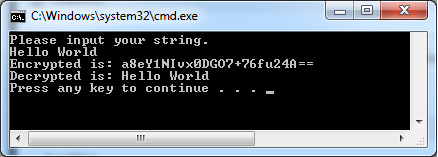 C:\Windows\system32\cmd.exe
Please input your string.
Hello World
Encrypted is: a8eY1NIvx0DGO7+76fu24A==
Decrypted is: Hello World
Press any key to continue . . .